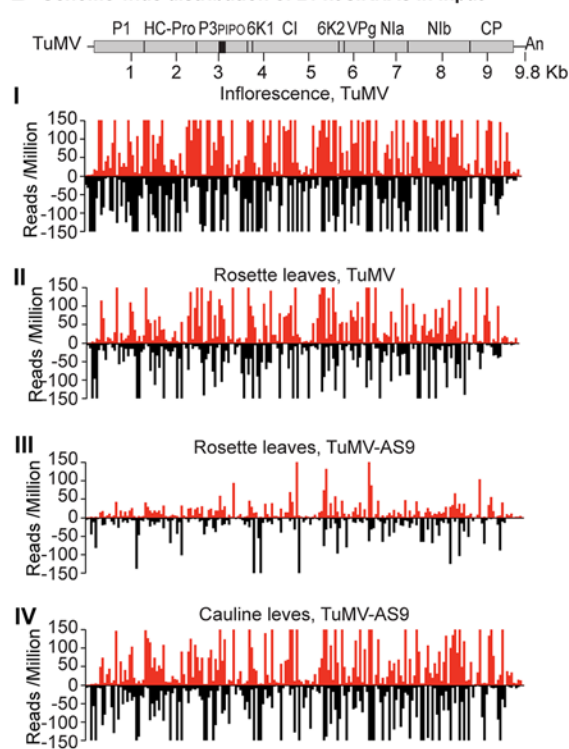 P1 HC-Pro P3PIPO 6K1 CI 6K2 VPg NIa NIb CP
TuMV An
1 2 3 4 5 6 7 8 9 9.8 Kb
I Inflorescence, TuMV
Reads /Million
150
100
50
0
-50
-100
-150
II Rosette leaves, TuMV
Reads /Million
150
100
50
0
-50
100
150
III Rosette leaves, TuMV-AS9
Reads /Million
150
100
50
0
-50
-100
-150
IV Cauline leves, TuMV-AS9
Reads /Million
150
100
50
0
-50
-100
-150